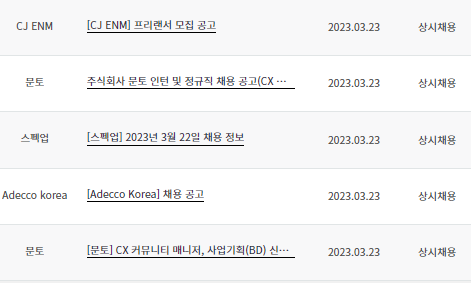 CJ ENM [CJ ENM] 프리랜서 모집 공고 2023.03.23 상시채용
문토 주식회사 문토 인턴 및 정규직 채용 공고(CX … 2023.03.23 상시채용
스펙업 [스펙업] 2023년 3월 22일 채용 정보 2023.03.23 상시채용
Adecco korea [Adecco Korea] 채용 공고 2023.03.23 상시채용
문토 [문토] CX 커뮤니티 매니저, 사업기획(BD) 신… 2023.03.23 상시채용